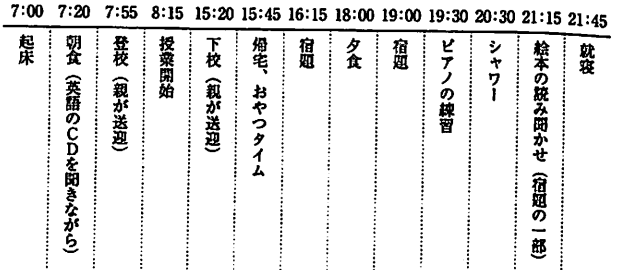 7:00 7:20 7:55 8:15 15:20 15:45 16:15 18:00 19:00 19:30 20:30 21:15 21:45
起床
朝食（英語のCDを聞きながら）
登校（親が送迎）
授業開始
下校（親が送迎）
帰宅、おやつタイム
宿題
夕食
宿題
ピアノの練習
シャワー
絵本の読み聞かせ（宿題の一部）
就寝